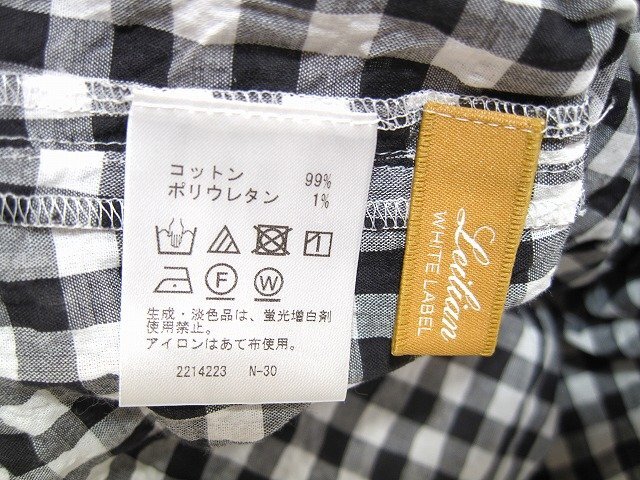 コットン 99%
ポリウレタン 1%
F
W
生成・淡色品は、蛍光増白剤
使用禁止。
アイロンはあて布使用。
2214223 N-30
Leilian
WHITE LABEL